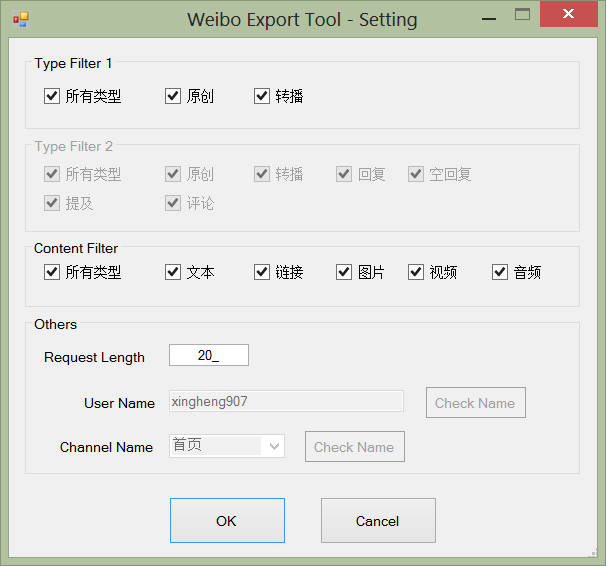 Weibo Export Tool - Setting
Type Filter 1
所有类型 原创 转播
Type Filter 2
所有类型 原创 转播 回复 空回复
提及 评论
Content Filter
所有类型 文本 链接 图片 视频 音频
Others
Request Length 20_
User Name xingheng907 Check Name
Channel Name 首页 Check Name
OK Cancel